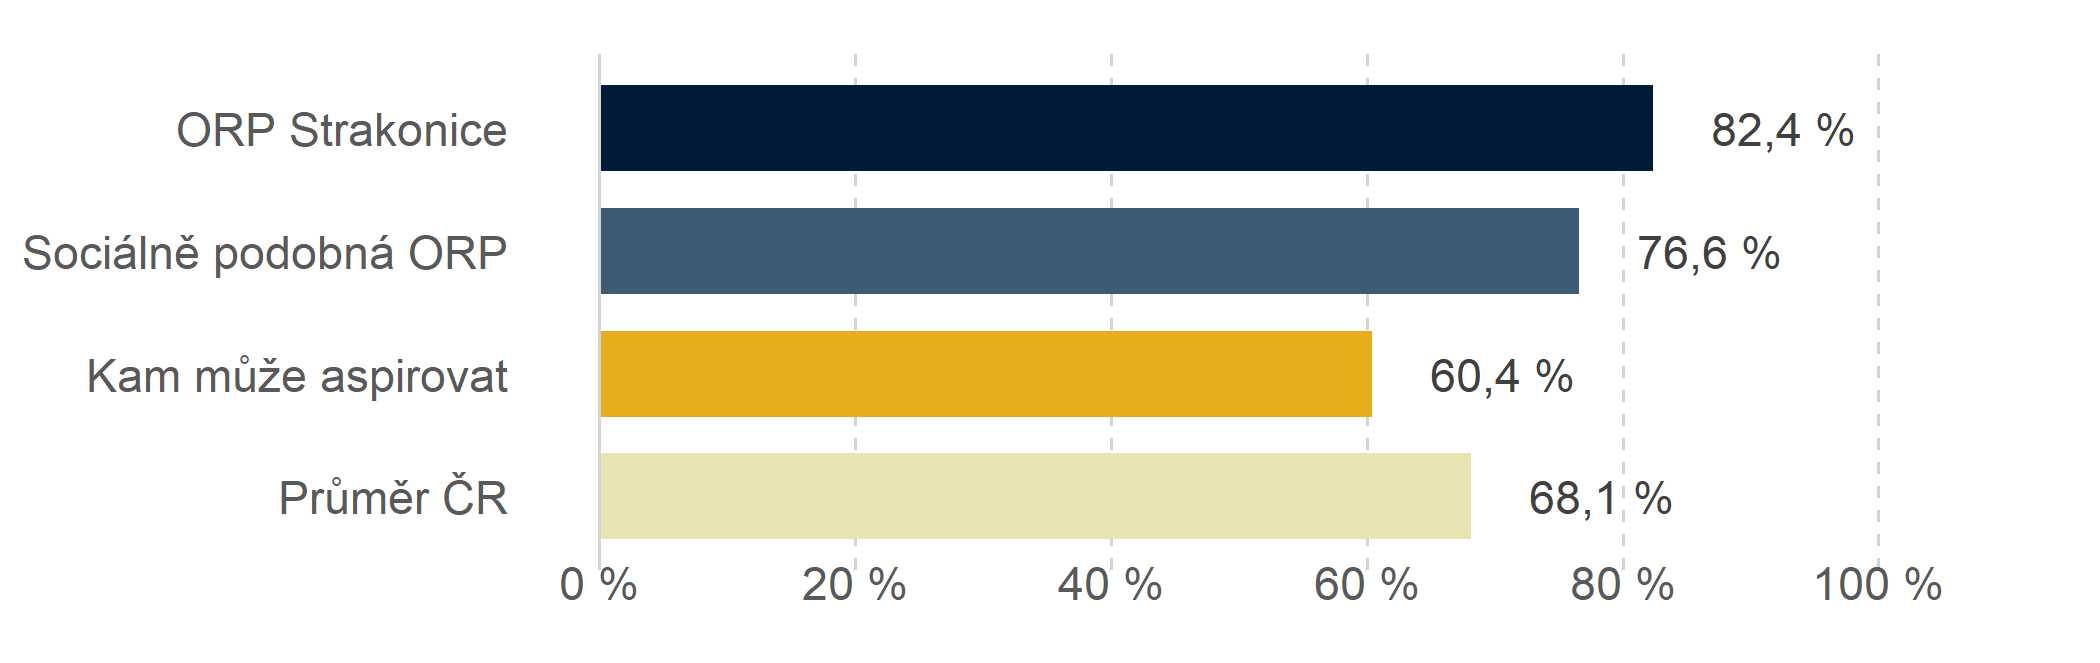 ORP Strakonice 82,4 %
Sociálně podobná ORP 76,6 %
Kam může aspirovat 60,4 %
Průměr ČR 68,1 %
0 % 20 % 40 % 60 % 80 % 100 %